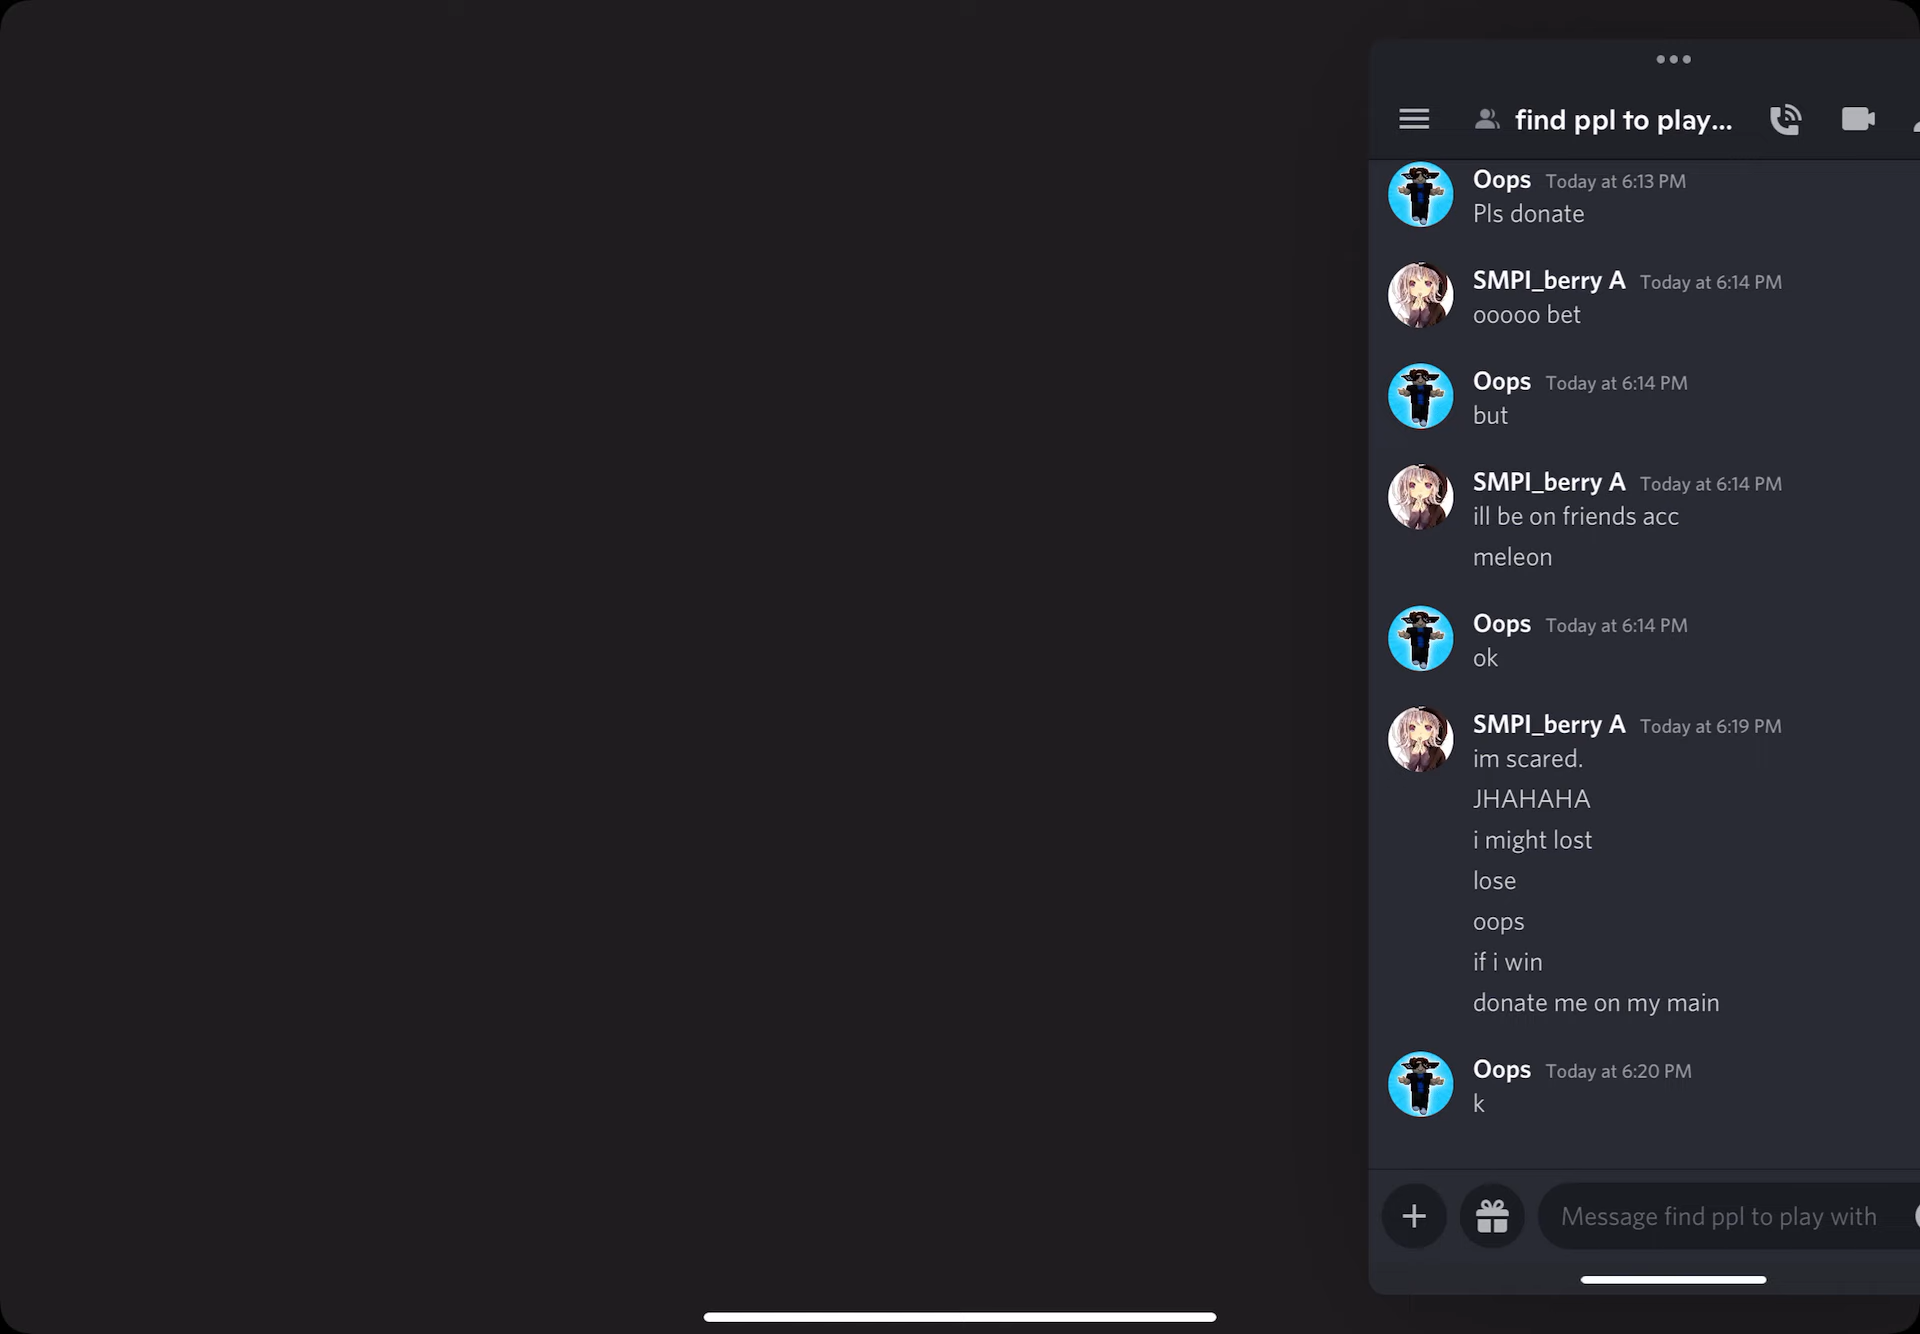 find ppl to play...
Oops Today at 6:13 PM
Pls donate
SMPI_berry A Today at 6:14 PM
ooooo bet
Oops Today at 6:14 PM
but
SMPI_berry A Today at 6:14 PM
ill be on friends acc
meleon
Oops Today at 6:14 PM
ok
SMPI_berry A Today at 6:19 PM
im scared.
JHAHAHA
i might lost
lose
oops
if i win
donate me on my main
Oops Today at 6:20 PM
k
Message find ppl to play with